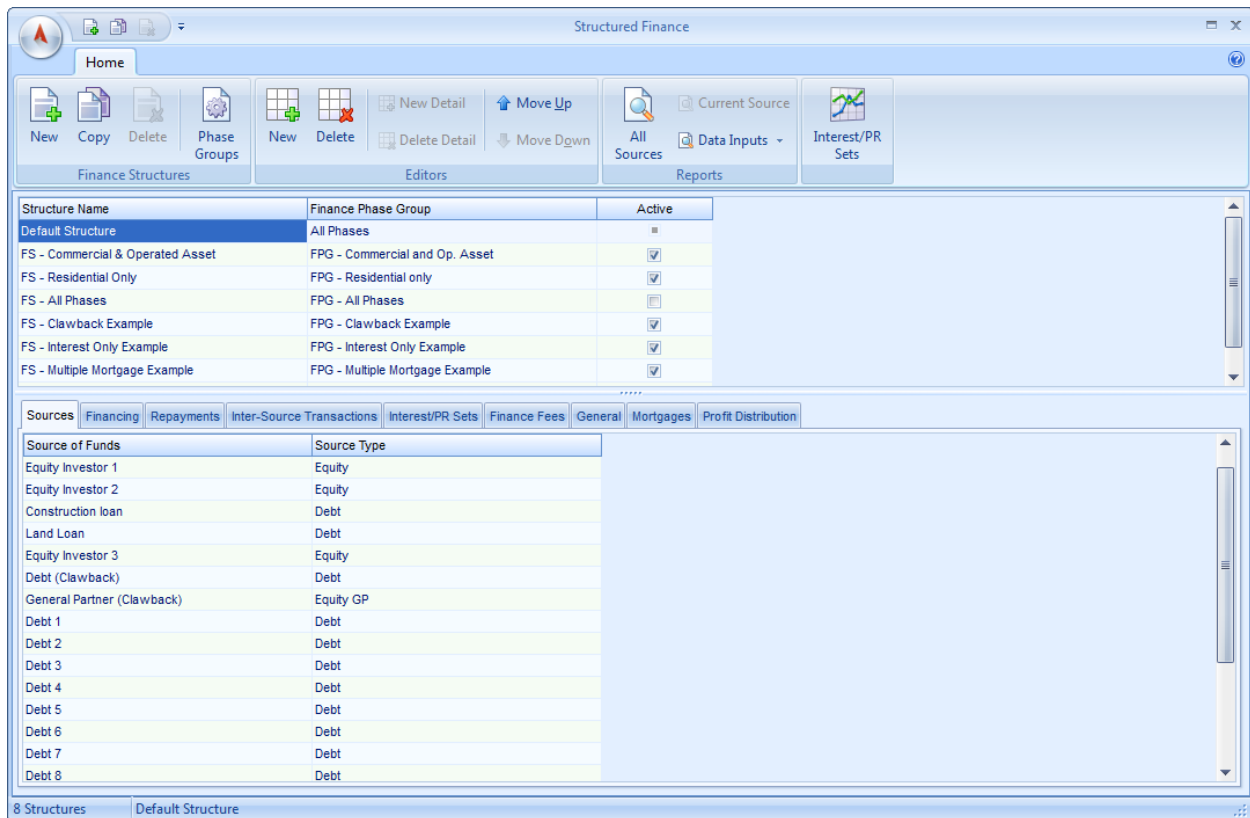 Structured Finance
Home
New Copy Delete Phase Groups
Finance Structures
New Delete New Detail Delete Detail Move Up Move Down
Editors
All Sources Current Source Data Inputs
Reports
Interest/PR Sets
Structure Name Finance Phase Group Active
Default Structure All Phases
FS - Commercial & Operated Asset FPG - Commercial and Op. Asset
FS - Residential Only FPG - Residential only
FS - All Phases FPG - All Phases
FS - Clawback Example FPG - Clawback Example
FS - Interest Only Example FPG - Interest Only Example
FS - Multiple Mortgage Example FPG - Multiple Mortgage Example
Sources Financing Repayments Inter-Source Transactions Interest/PR Sets Finance Fees General Mortgages Profit Distribution
Source of Funds Source Type
Equity Investor 1 Equity
Equity Investor 2 Equity
Construction loan Debt
Land Loan Debt
Equity Investor 3 Equity
Debt (Clawback) Debt
General Partner (Clawback) Equity GP
Debt 1 Debt
Debt 2 Debt
Debt 3 Debt
Debt 4 Debt
Debt 5 Debt
Debt 6 Debt
Debt 7 Debt
Debt 8 Debt
8 Structures Default Structure